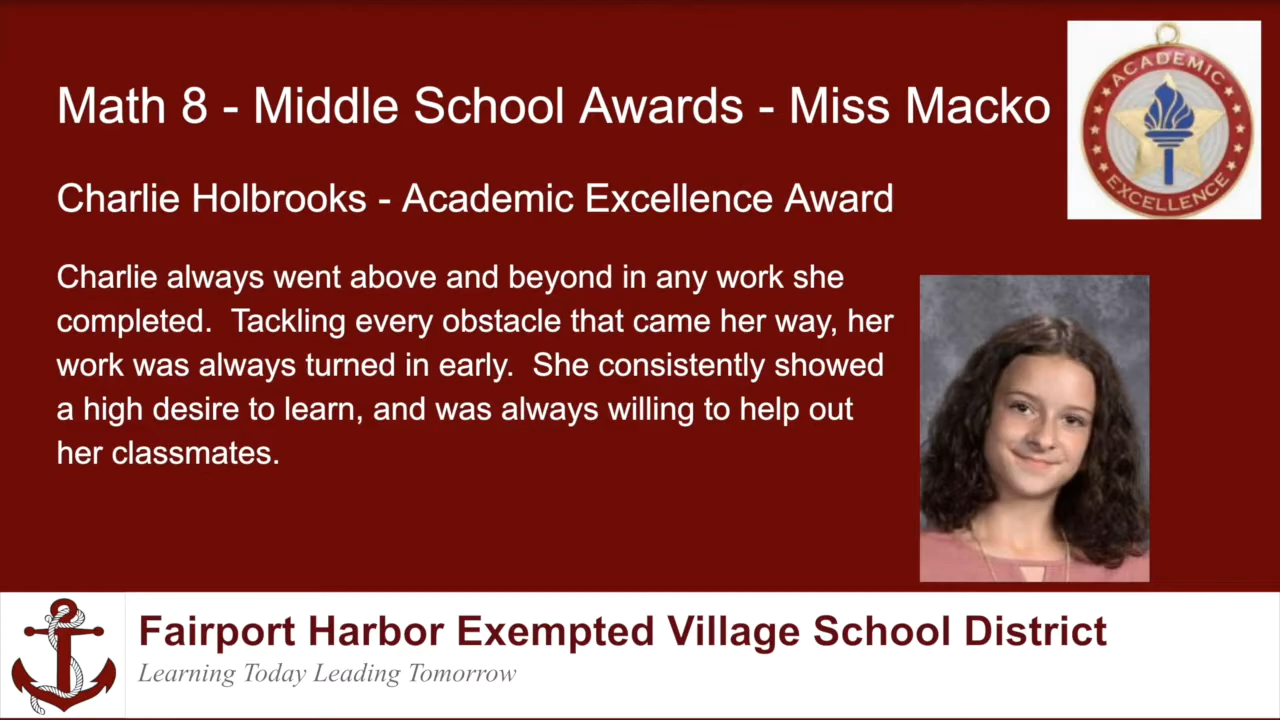 Math 8 - Middle School Awards - Miss Macko
ACADEMIC
EXCELLENCE
Charlie Holbrooks - Academic Excellence Award
Charlie always went above and beyond in any work she
completed.  Tackling every obstacle that came her way, her
work was always turned in early.  She consistently showed
a high desire to learn, and was always willing to help out
her classmates.
Fairport Harbor Exempted Village School District
Learning Today Leading Tomorrow